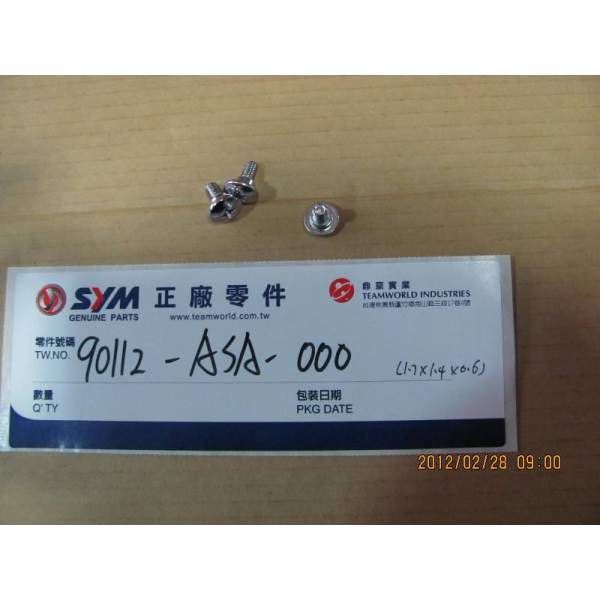 SYM 正廠零件
GENUINE PARTS www.teamworld.com.tw
鼎豪實業
TEAMWORLD INDUSTRIES
零件號碼
TW.NO. 90112-ASA-000 (1.7x1.4x0.6)
數量 包裝日期
Q'TY PKG DATE
2012/02/28 09:00